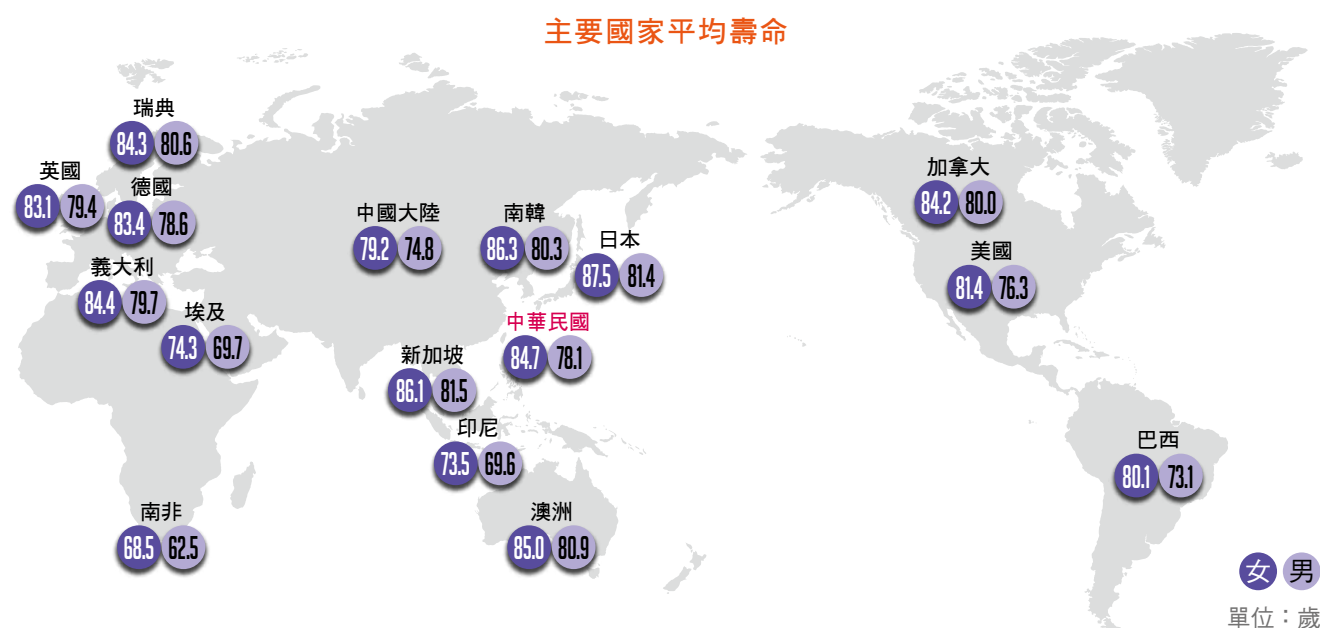 主要國家平均壽命
瑞典
84.3 80.6
英國
83.1 79.4
德國
83.4 78.6
義大利
84.4 79.7
埃及
74.3 69.7
南非
68.5 62.5
中國大陸
79.2 74.8
南韓
86.3 80.3
日本
87.5 81.4
中華民國
84.7 78.1
新加坡
86.1 81.5
印尼
73.5 69.6
澳洲
85.0 80.9
加拿大
84.2 80.0
美國
81.4 76.3
巴西
80.1 73.1
女 男
單位：歲